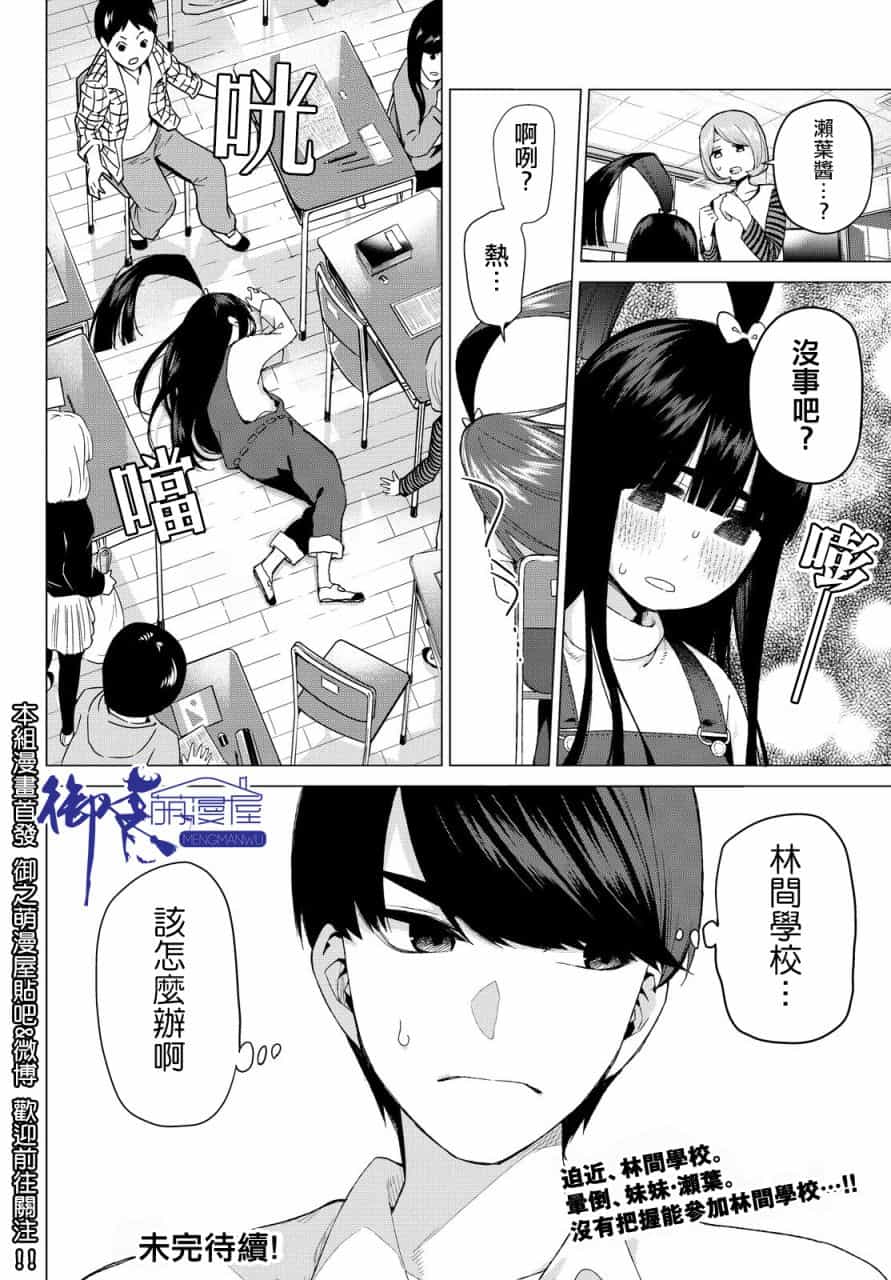 瀨葉醬…?
沒事吧?
澎
啊咧?
熱…
咣
噹
林間學校…
該怎麼辦啊
迫近、林間學校。
暈倒、妹妹·瀨葉。
沒有把握能參加林間學校…!!
未完待續!
御之萌漫屋
MENGMANWU
本組漫畫首發 御之萌漫屋貼吧&微博 歡迎前往關注!!